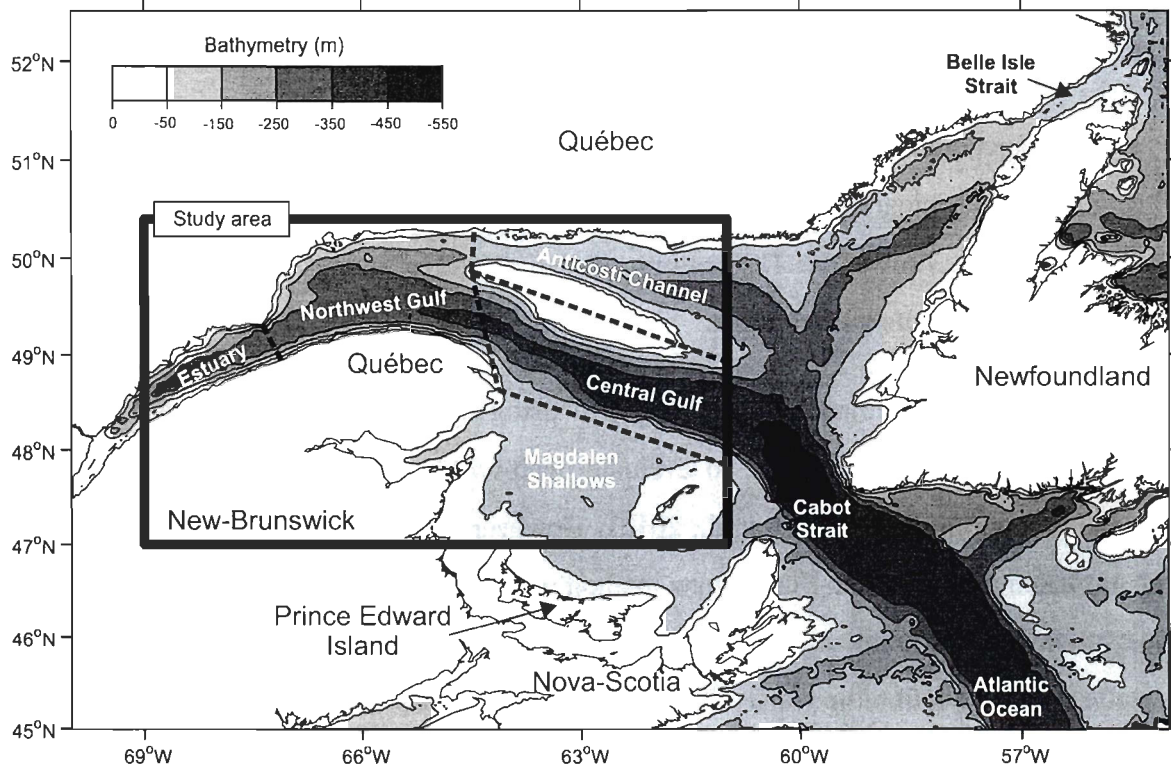 Bathymetry (m)
0 -50 -150 -250 -350 -450 -550
52°N
51°N
50°N
49°N
48°N
47°N
46°N
45°N
Belle Isle
Strait
Québec
Study area
Anticosti Channel
Northwest Gulf
Estuary
Québec
Central Gulf
Newfoundland
Magdalen
Shallows
New-Brunswick
Cabot
Strait
Prince Edward
Island
Nova-Scotia
Atlantic
Ocean
69°W 66°W 63°W 60°W 57°W